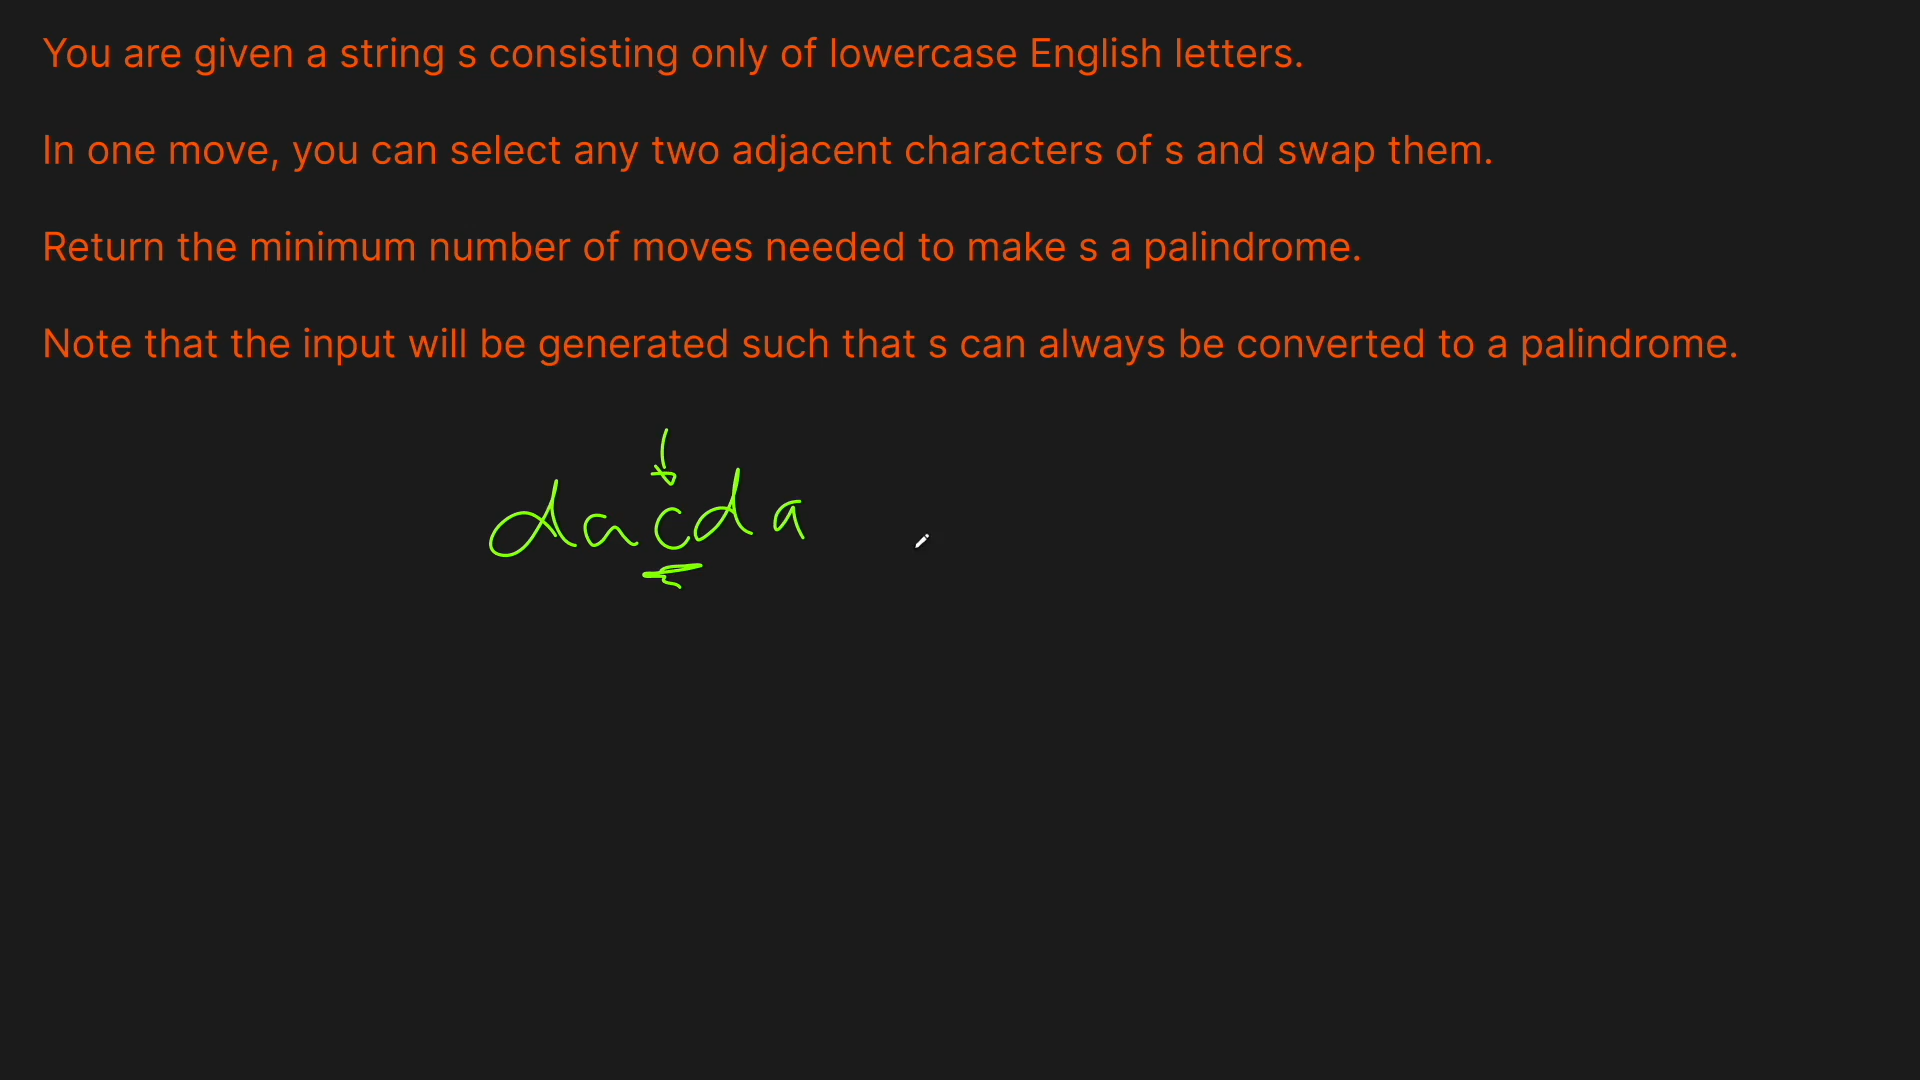 You are given a string s consisting only of lowercase English letters.
In one move, you can select any two adjacent characters of s and swap them.
Return the minimum number of moves needed to make s a palindrome.
Note that the input will be generated such that s can always be converted to a palindrome.
dacda